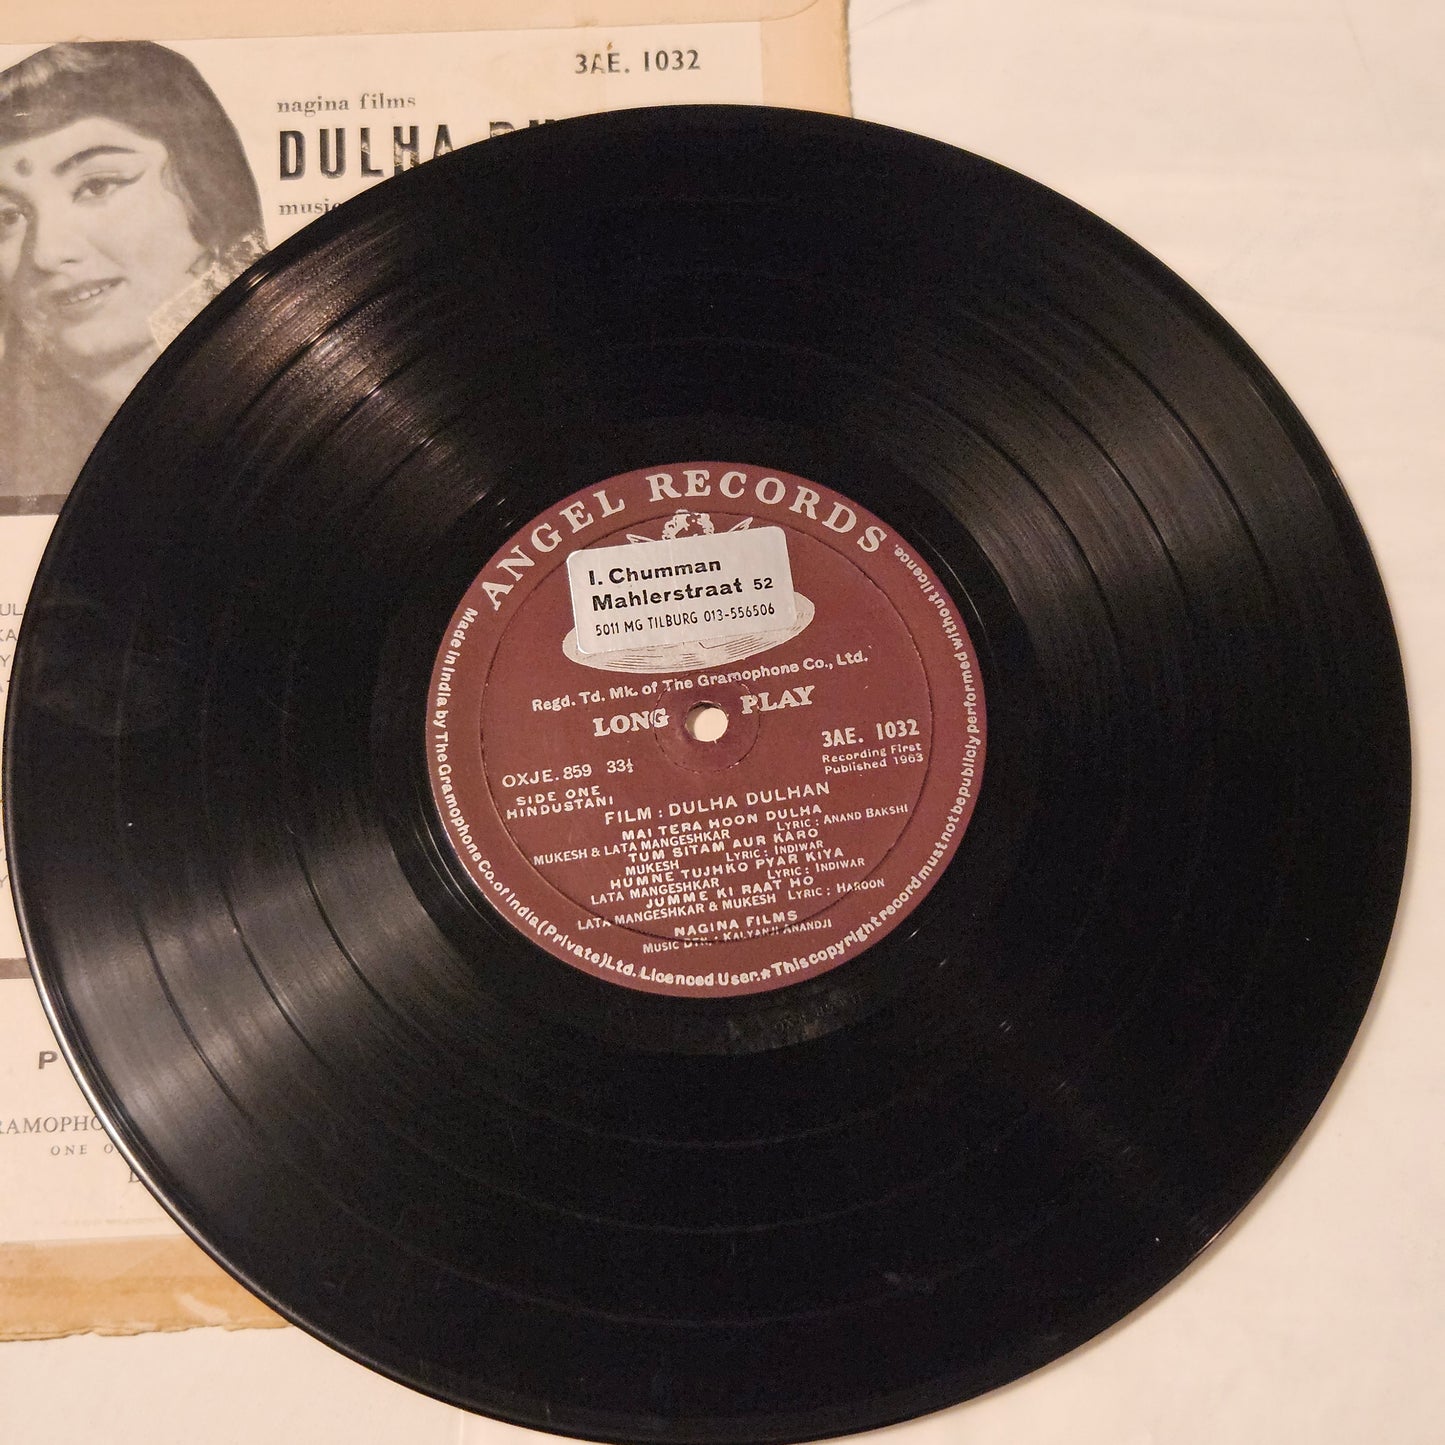 3AE. 1032
nagina films
DULHA
ANGEL RECORDS
I. Chumman
Mahlerstraat 52
5011 MG TILBURG 013-556506
Regd. Td. Mk. of The Gramophone Co., Ltd.
LONG PLAY
3AE. 1032
Recording First
Published 1963
OXJE. 859 33⅓
SIDE ONE
HINDUSTANI
FILM : DULHA DULHAN
MAI TERA HOON DULHA
MUKESH & LATA MANGESHKAR LYRIC : ANAND BAKSHI
TUM SITAM AUR KARO
MUKESH LYRIC : INDIWAR
HUMNE TUJHKO PYAR KIYA
LATA MANGESHKAR LYRIC : INDIWAR
JUMME KI RAAT HO
LATA MANGESHKAR & MUKESH LYRIC : HAROON
NAGINA FILMS
MUSIC DIR. : KALYANJI ANANDJI
Made in India by The Gramophone Co. of India (Private) Ltd. Licenced User.* This copyright record must not be publicly performed without licence.
ONE